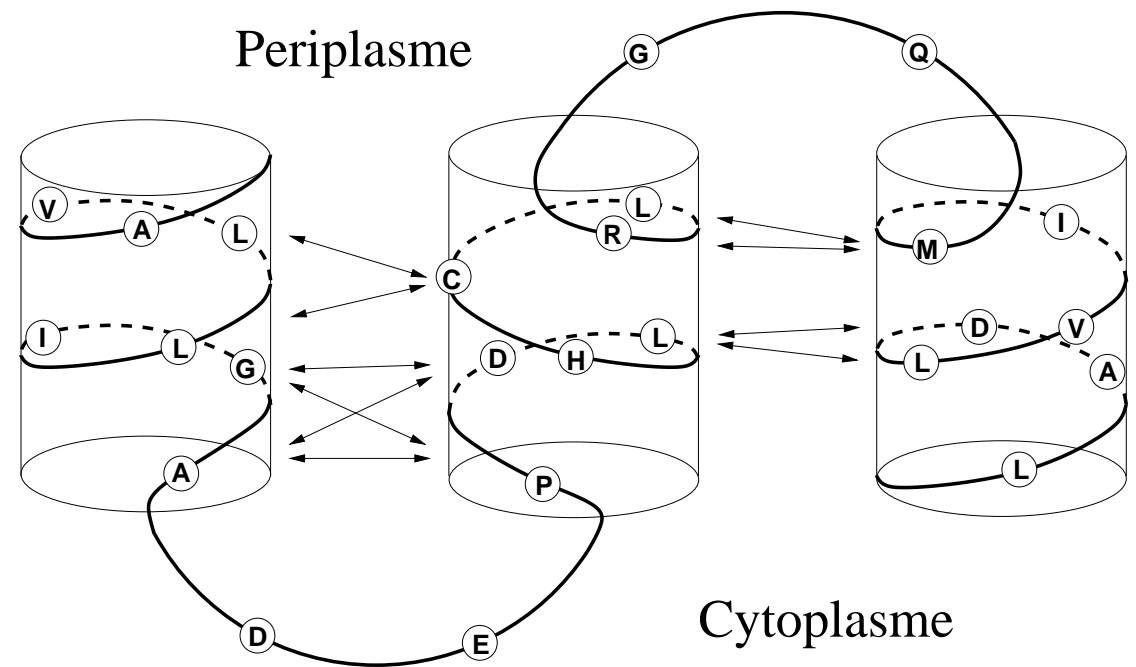 Periplasme
G Q
V A L
L R
C
M I
I L G
D H L
D V
L A
A
P
L
D E
Cytoplasme